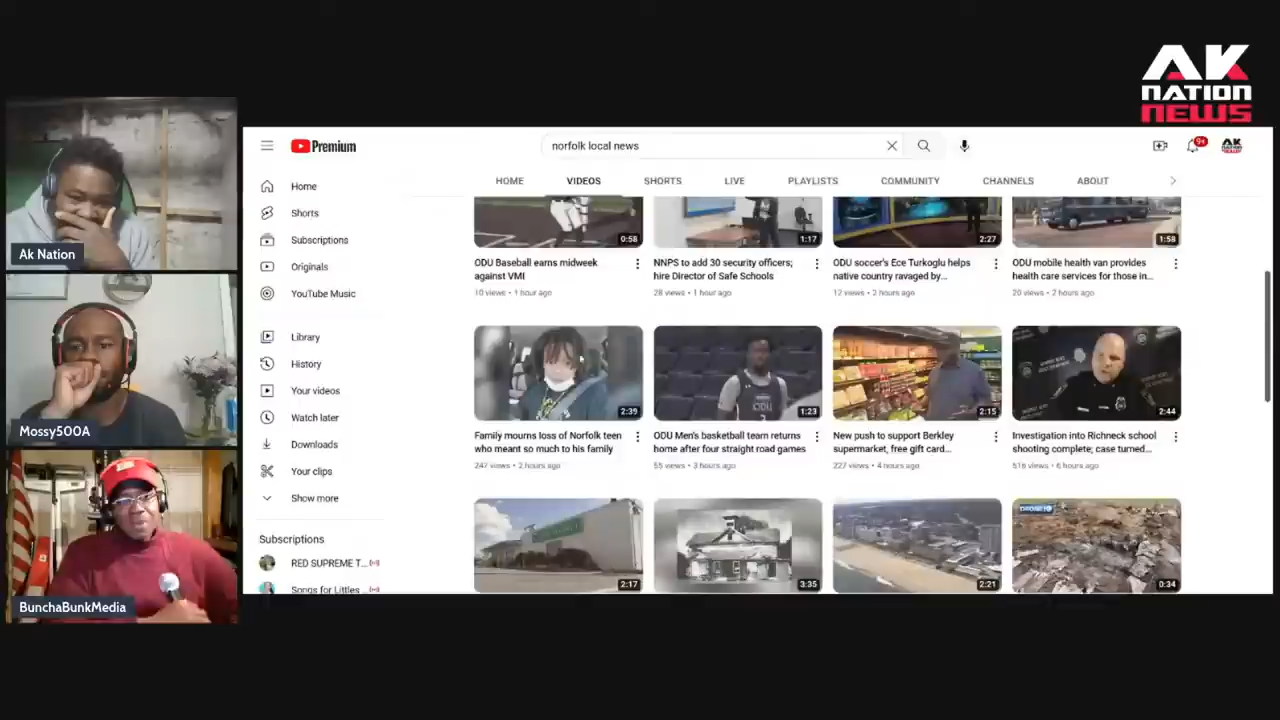 AK
NATION
NEWS
Ak Nation
Mossy500A
BunchaBunkMedia
Premium
norfolk local news
9+
HOME
VIDEOS
SHORTS
LIVE
PLAYLISTS
COMMUNITY
CHANNELS
ABOUT
Home
Shorts
Subscriptions
Originals
YouTube Music
Library
History
Your videos
Watch later
Downloads
Your clips
Show more
Subscriptions
RED SUPREME T...
Songs for Littles
0:58
1:17
2:27
1:58
ODU Baseball earns midweek
against VMI
10 views • 1 hour ago
NNPS to add 30 security officers;
hire Director of Safe Schools
28 views • 1 hour ago
ODU soccer's Ece Turkoglu helps
native country ravaged by...
12 views • 2 hours ago
ODU mobile health van provides
health care services for those in...
20 views • 2 hours ago
2:39
1:23
2:15
2:44
Family mourns loss of Norfolk teen
who meant so much to his family
247 views • 2 hours ago
ODU Men's basketball team returns
home after four straight road games
55 views • 3 hours ago
New push to support Berkley
supermarket, free gift card...
227 views • 4 hours ago
Investigation into Richneck school
shooting complete; case turned...
516 views • 6 hours ago
2:17
3:35
2:21
0:34